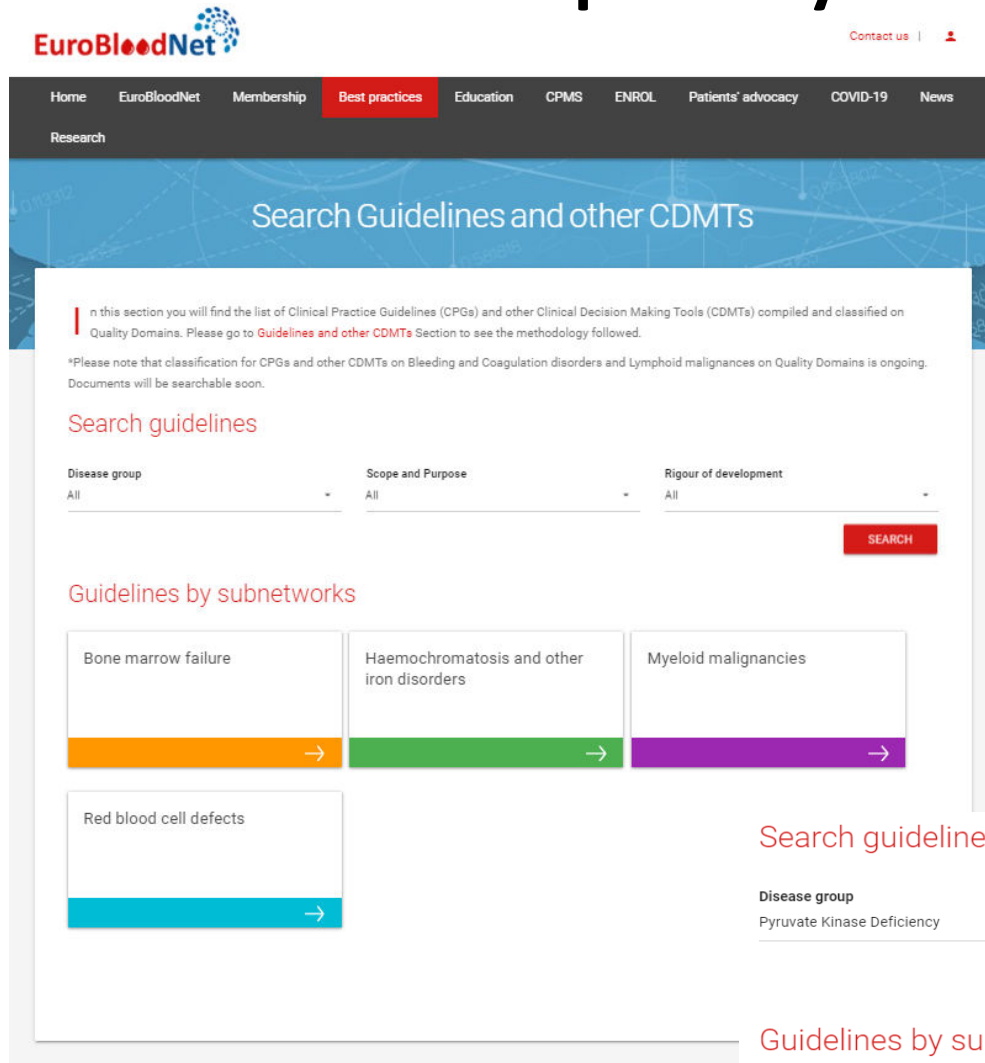 EuroBloodNet
Contact us |
Home EuroBloodNet Membership Best practices Education CPMS ENROL Patients' advocacy COVID-19 News
Research
Search Guidelines and other CDMTs
In this section you will find the list of Clinical Practice Guidelines (CPGs) and other Clinical Decision Making Tools (CDMTs) compiled and classified on
Quality Domains. Please go to Guidelines and other CDMTs Section to see the methodology followed.
*Please note that classification for CPGs and other CDMTs on Bleeding and Coagulation disorders and Lymphoid malignances on Quality Domains is ongoing.
Documents will be searchable soon.
Search guidelines
Disease group Scope and Purpose Rigour of development
All All All
SEARCH
Guidelines by subnetworks
Bone marrow failure Haemochromatosis and other Myeloid malignancies
iron disorders
Red blood cell defects
Search guideline
Disease group
Pyruvate Kinase Deficiency
Guidelines by su